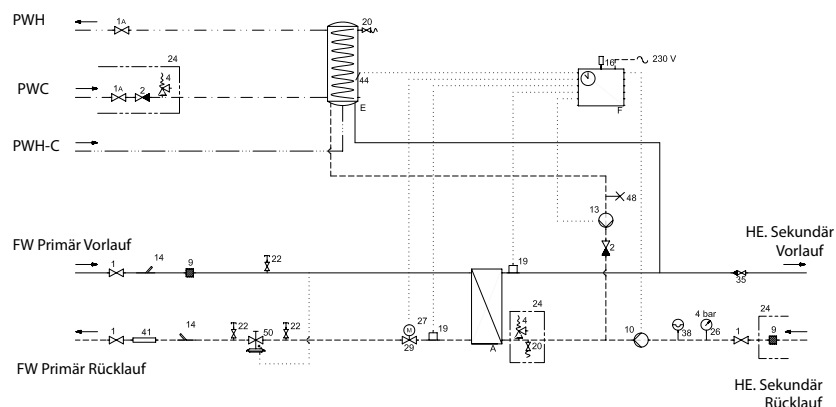 PWH
1A
20
24
4
16
230 V
PWC
1A
2
44
E
F
PWH-C
48
13
2
FW Primär Vorlauf
HE. Sekundär
Vorlauf
1
14
9
22
19
35
22
50
22
27
M
24
4
4 bar
24
1
41
14
29
19
A
20
10
38
26
1
9
FW Primär Rücklauf
HE. Sekundär
Rücklauf